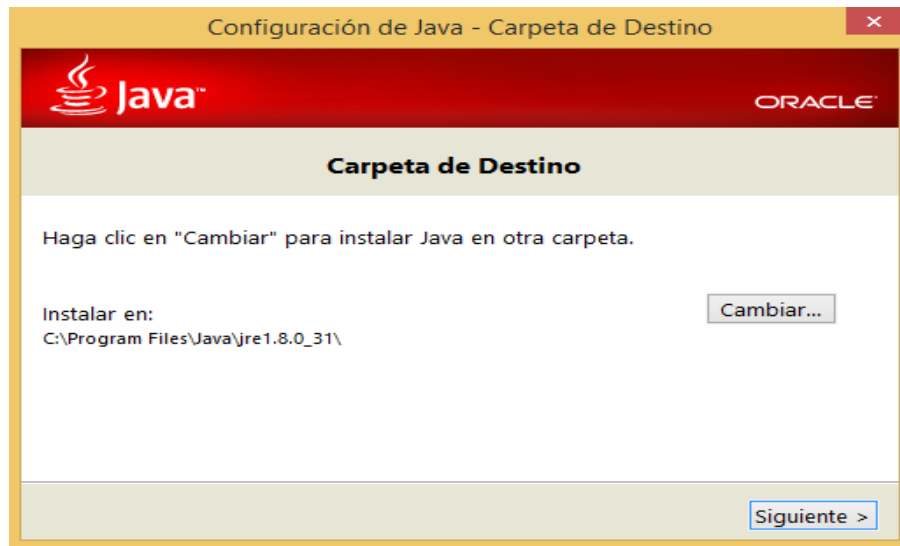 Configuración de Java - Carpeta de Destino
Java™
ORACLE®
Carpeta de Destino
Haga clic en "Cambiar" para instalar Java en otra carpeta.
Instalar en:
Cambiar...
C:\Program Files\Java\jre1.8.0_31\
Siguiente >